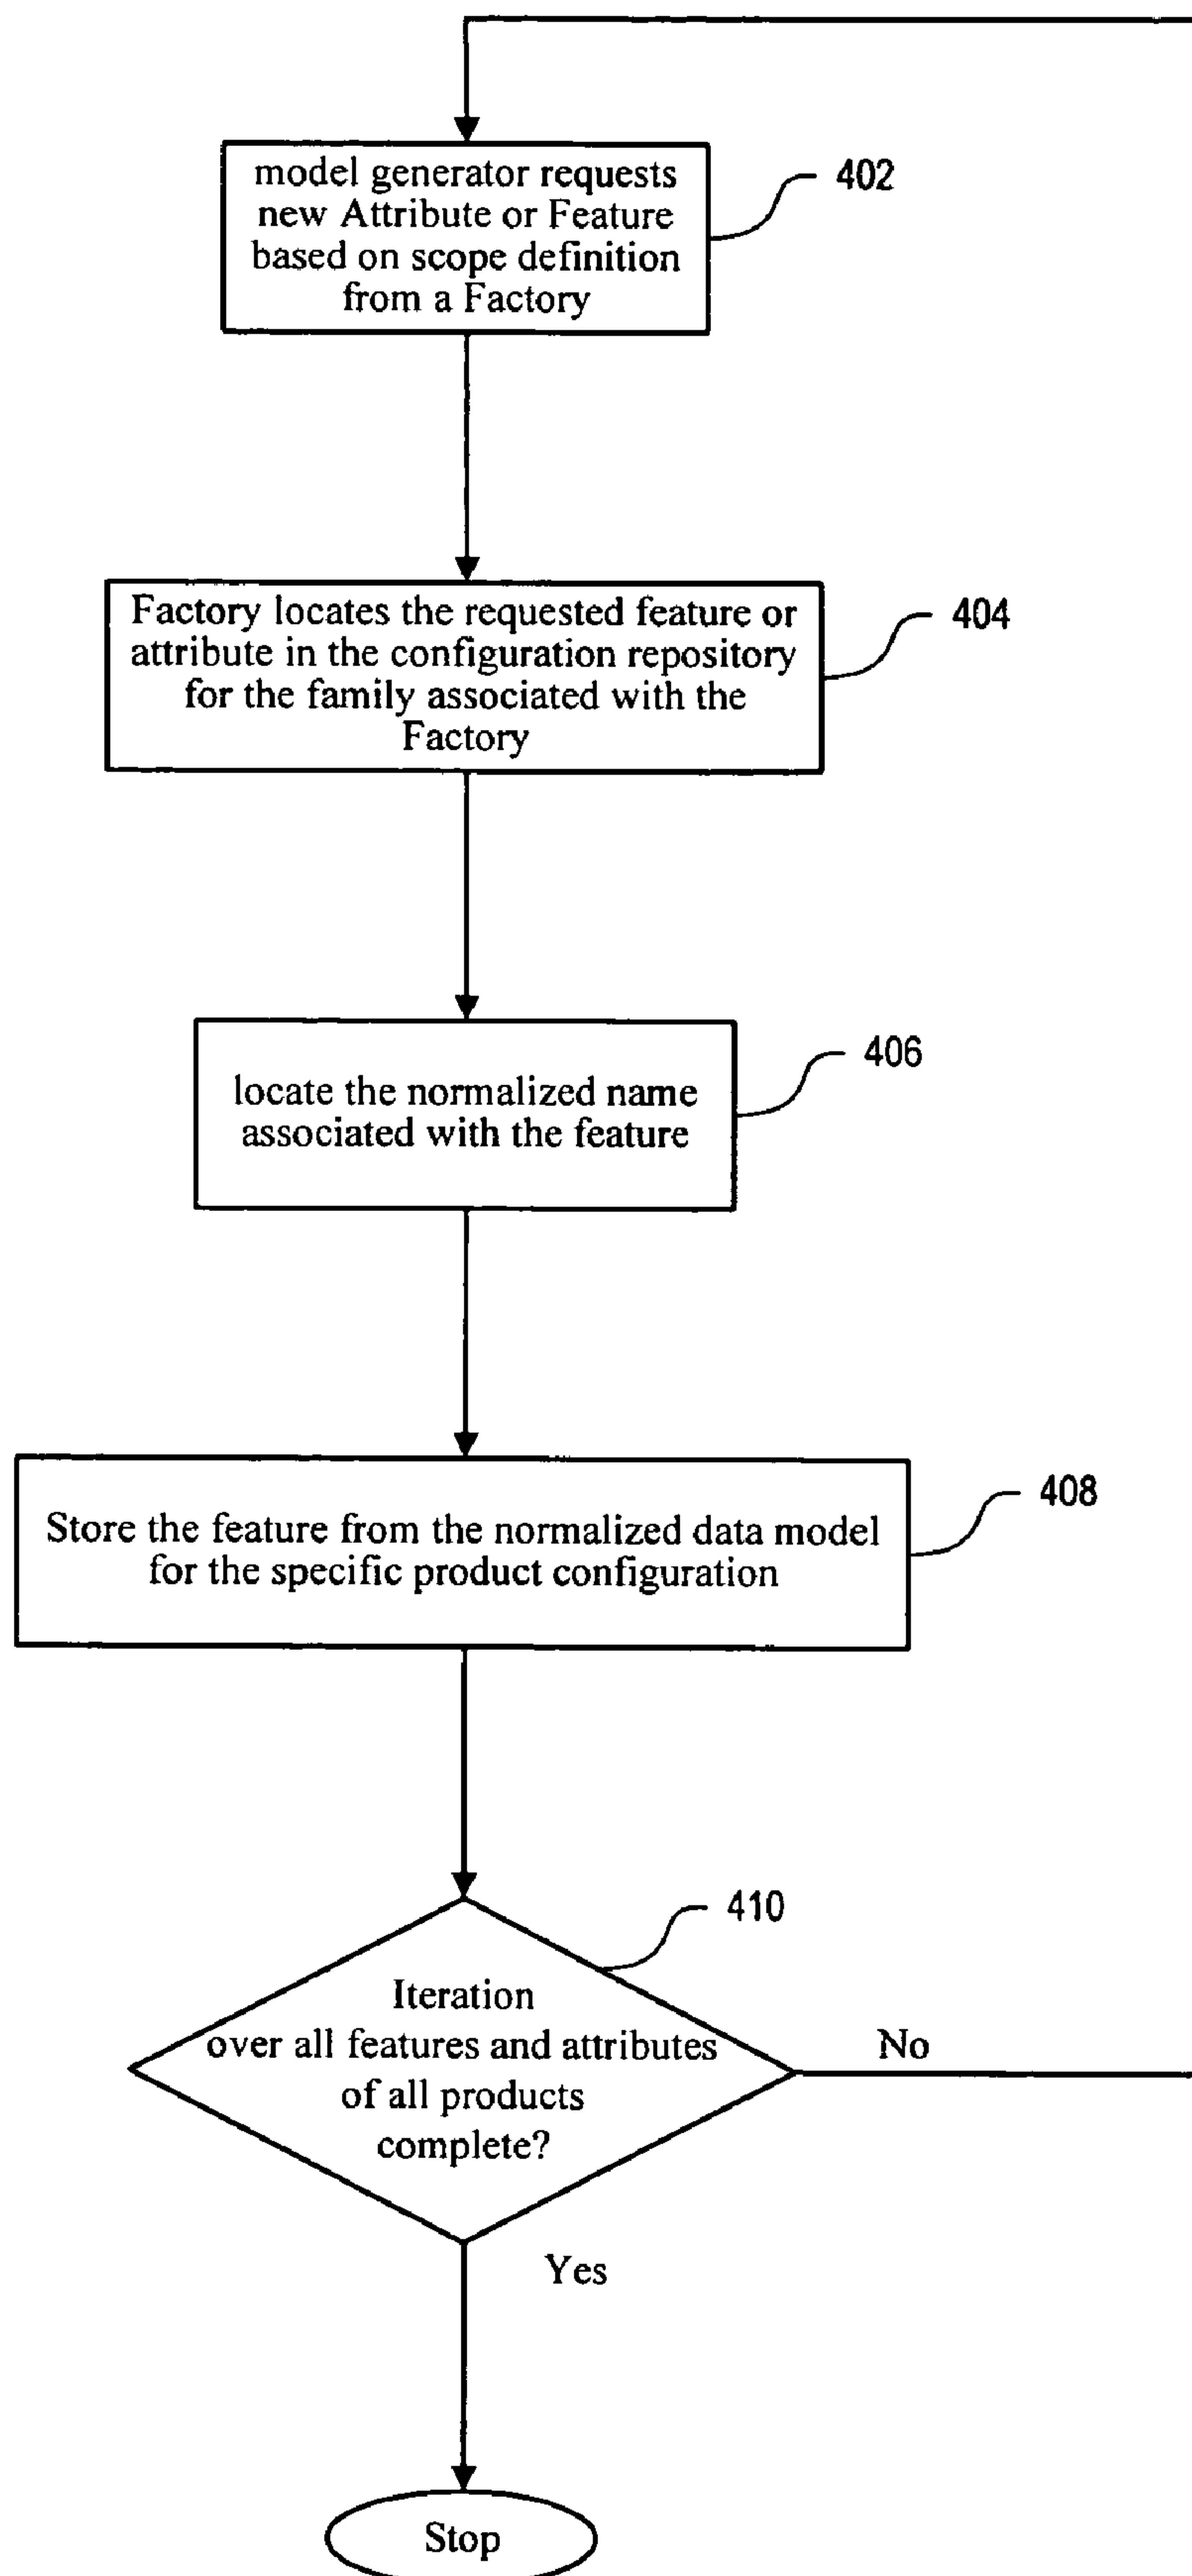 model generator requests
new Attribute or Feature
based on scope definition
from a Factory
402
Factory locates the requested feature or
attribute in the configuration repository
for the family associated with the
Factory
404
locate the normalized name
associated with the feature
406
Store the feature from the normalized data model
for the specific product configuration
408
410
Iteration
over all features and attributes
of all products
complete?
No
Yes
Stop